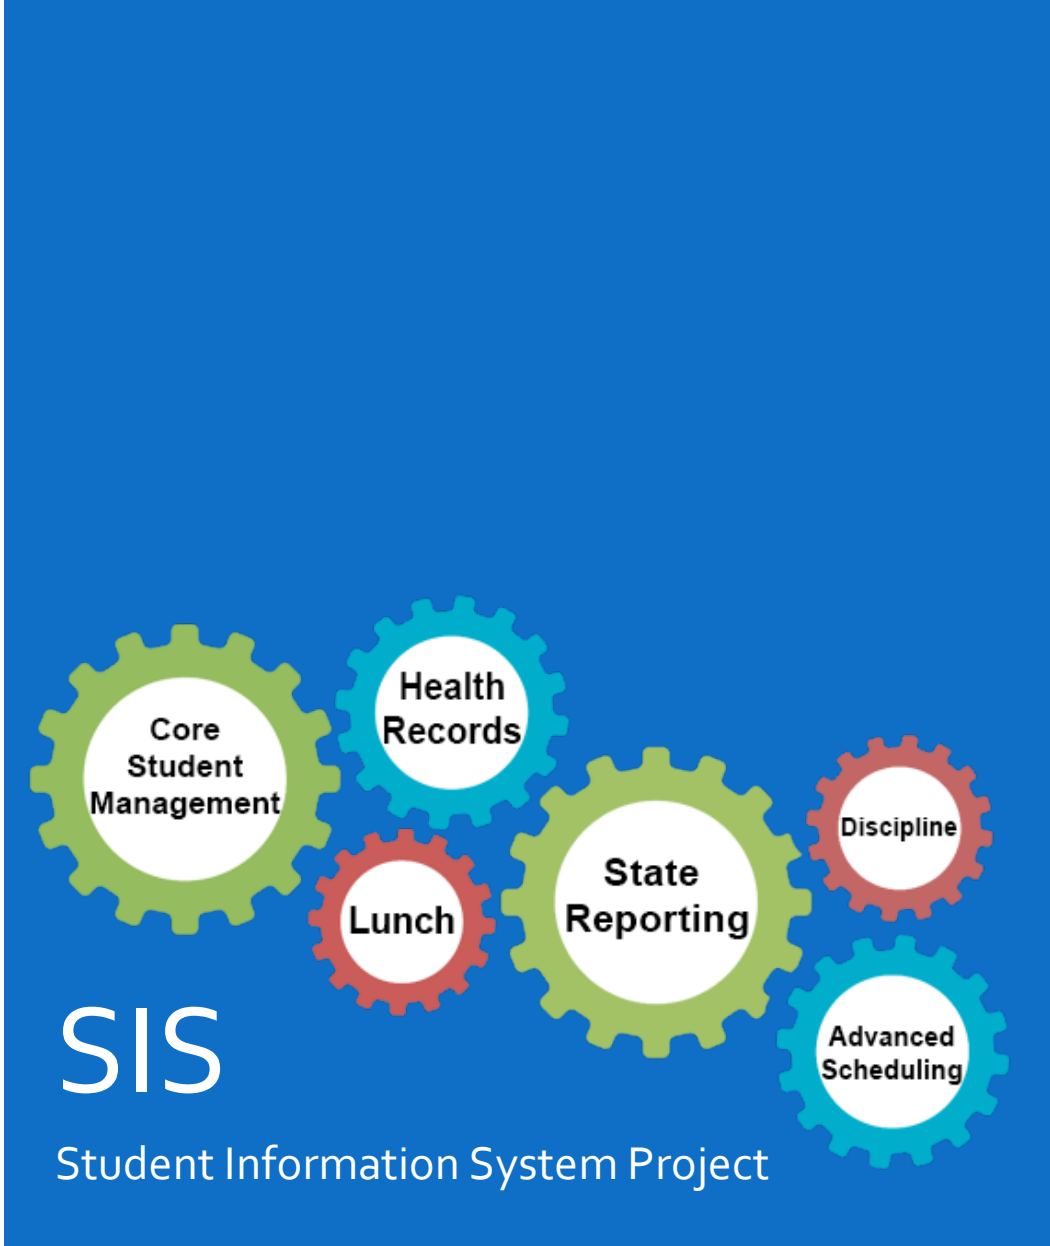 Health
Records
Core
Student
Management
Discipline
State
Reporting
Lunch
Advanced
Scheduling
SIS
Student Information System Project